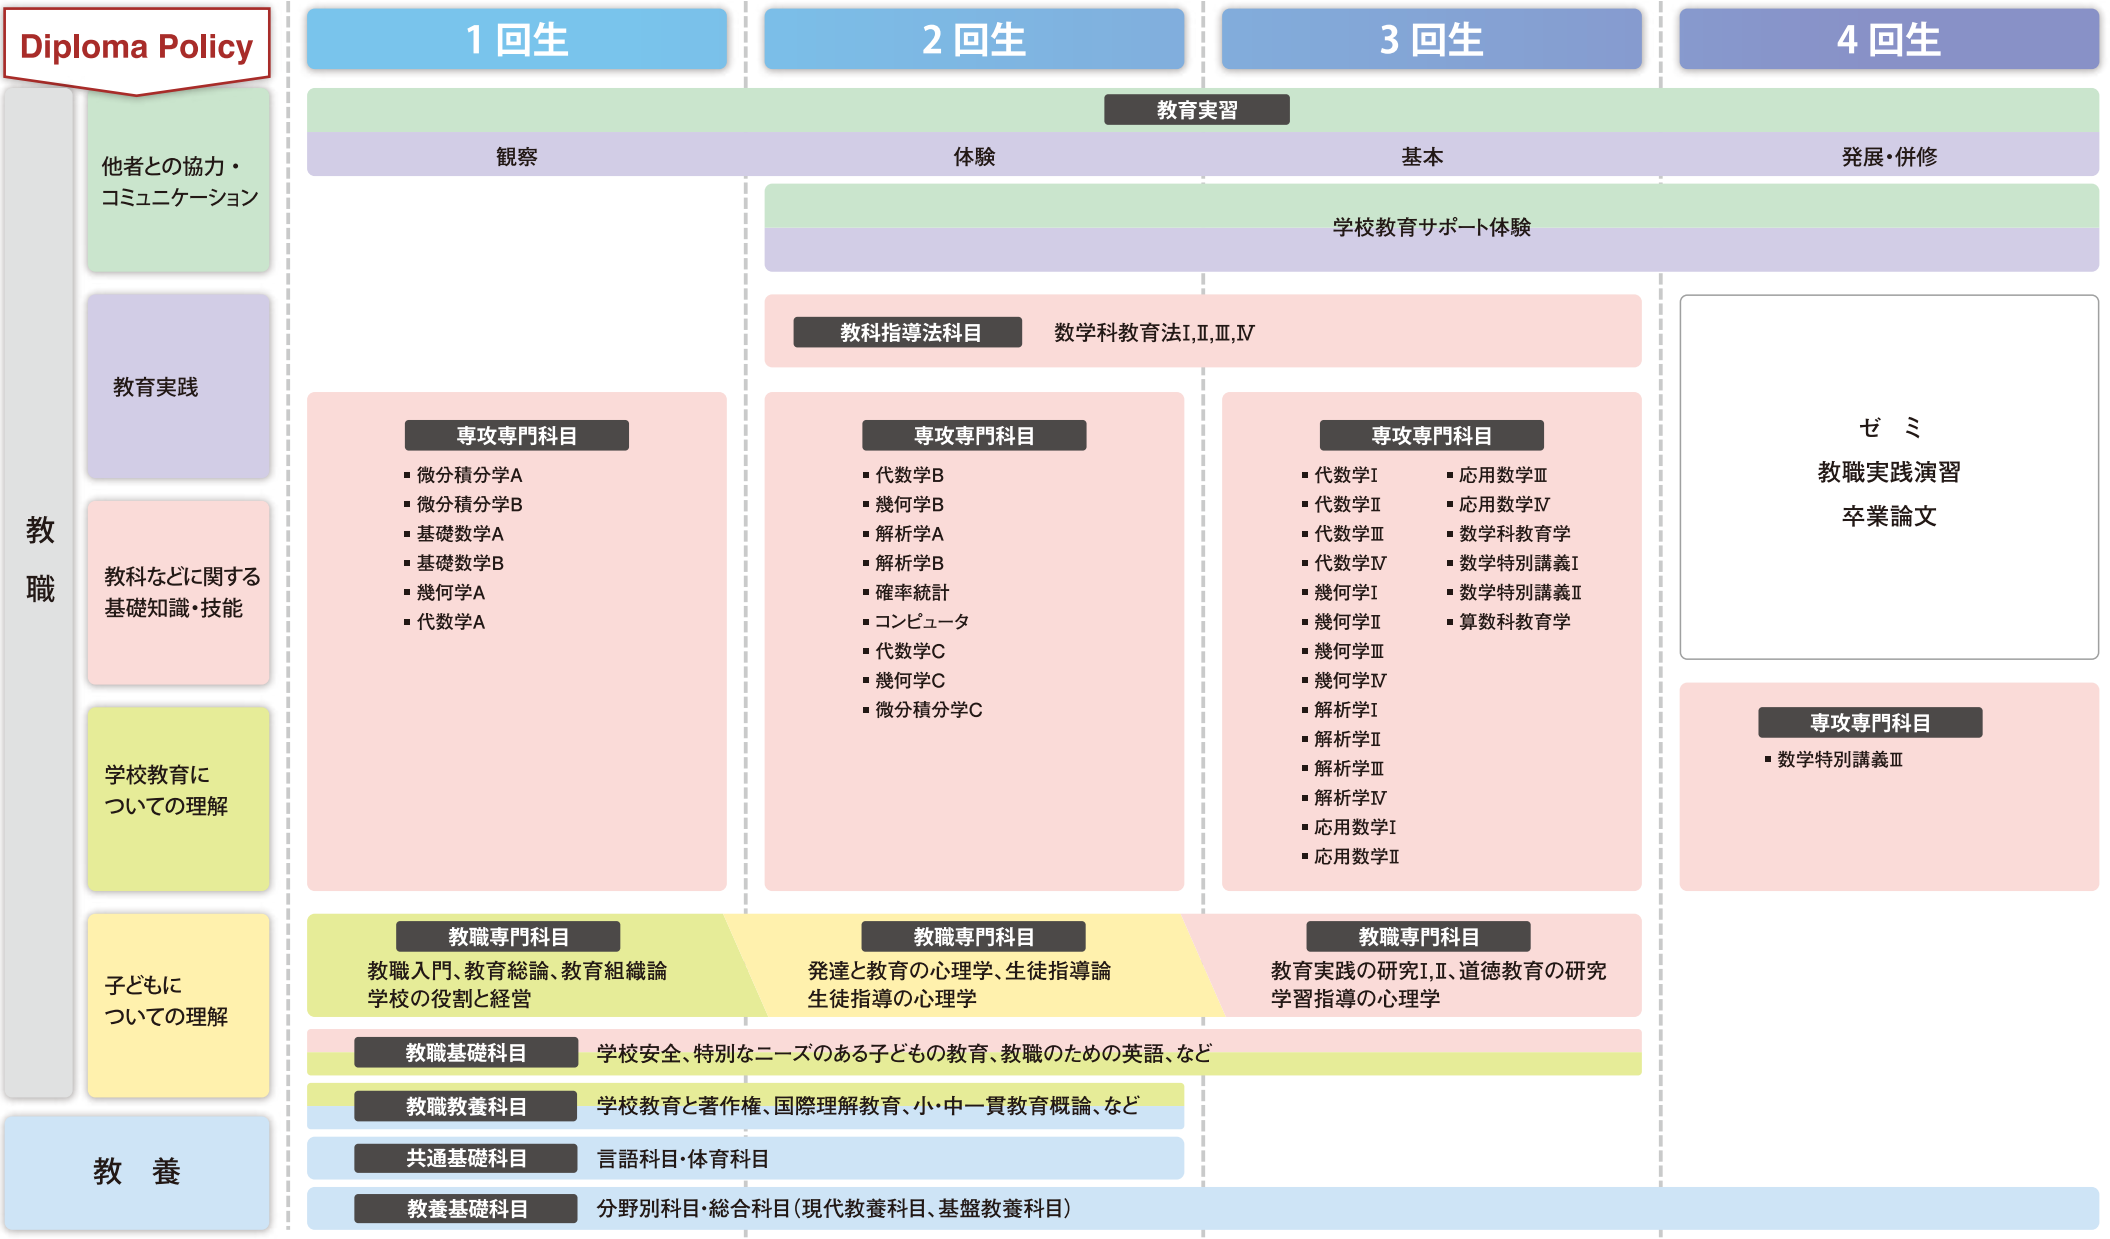 Diploma Policy
1 回生
2 回生
3 回生
4 回生
教職
他者との協力・
コミュニケーション
教育実践
教科などに関する
基礎知識・技能
学校教育に
ついての理解
子どもに
ついての理解
教 養
教育実習
観察
体験
基本
発展・併修
学校教育サポート体験
教科指導法科目
数学科教育法Ⅰ,Ⅱ,Ⅲ,Ⅳ
専攻専門科目
▪ 微分積分学A
▪ 微分積分学B
▪ 基礎数学A
▪ 基礎数学B
▪ 幾何学A
▪ 代数学A
専攻専門科目
▪ 代数学B
▪ 幾何学B
▪ 解析学A
▪ 解析学B
▪ 確率統計
▪ コンピュータ
▪ 代数学C
▪ 幾何学C
▪ 微分積分学C
専攻専門科目
▪ 代数学Ⅰ
▪ 代数学Ⅱ
▪ 代数学Ⅲ
▪ 代数学Ⅳ
▪ 幾何学Ⅰ
▪ 幾何学Ⅱ
▪ 幾何学Ⅲ
▪ 幾何学Ⅳ
▪ 解析学Ⅰ
▪ 解析学Ⅱ
▪ 解析学Ⅲ
▪ 解析学Ⅳ
▪ 応用数学Ⅰ
▪ 応用数学Ⅱ
▪ 応用数学Ⅲ
▪ 応用数学Ⅳ
▪ 数学科教育学
▪ 数学特別講義Ⅰ
▪ 数学特別講義Ⅱ
▪ 算数科教育学
ゼ ミ
教職実践演習
卒業論文
専攻専門科目
▪ 数学特別講義Ⅲ
教職専門科目
教職入門、教育総論、教育組織論
学校の役割と経営
教職専門科目
発達と教育の心理学、生徒指導論
生徒指導の心理学
教職専門科目
教育実践の研究Ⅰ,Ⅱ、道徳教育の研究
学習指導の心理学
教職基礎科目
学校安全、特別なニーズのある子どもの教育、教職のための英語、など
教職教養科目
学校教育と著作権、国際理解教育、小・中一貫教育概論、など
共通基礎科目
言語科目・体育科目
教養基礎科目
分野別科目・総合科目（現代教養科目、基盤教養科目）